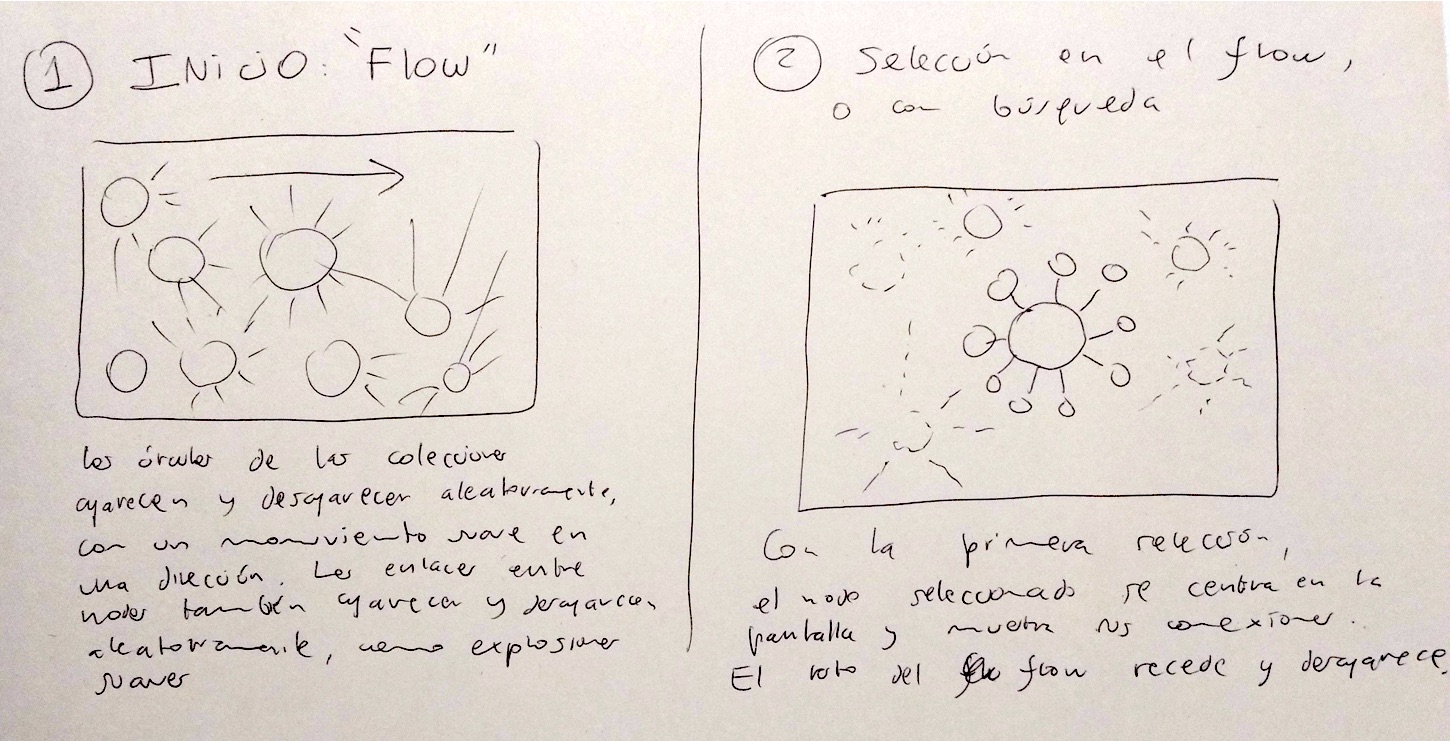 1 INICIO: "Flow"
Los círculos de las colecciones
aparecen y desaparecen aleatoriamente,
con un movimiento suave en
una dirección. Los enlaces entre
nodos también aparecen y desaparecen
aleatoriamente, como explosiones
suaves
2 Selección en el flow,
o con búsqueda
Con la primera selección,
el nodo seleccionado se centra en la
pantalla y muestra sus conexiones.
El resto del flow recede y desaparece.